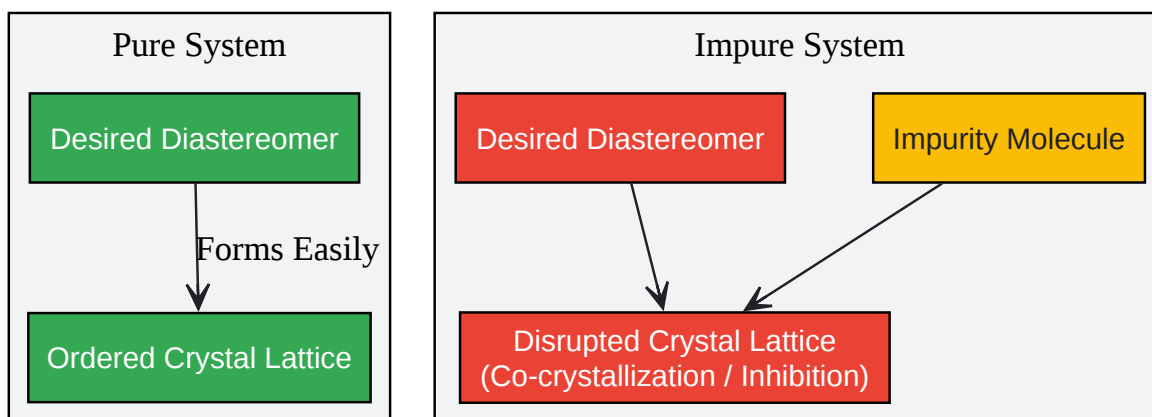 Pure System
Desired Diastereomer
Forms Easily
Ordered Crystal Lattice
Impure System
Desired Diastereomer
Impurity Molecule
Disrupted Crystal Lattice
(Co-crystallization / Inhibition)